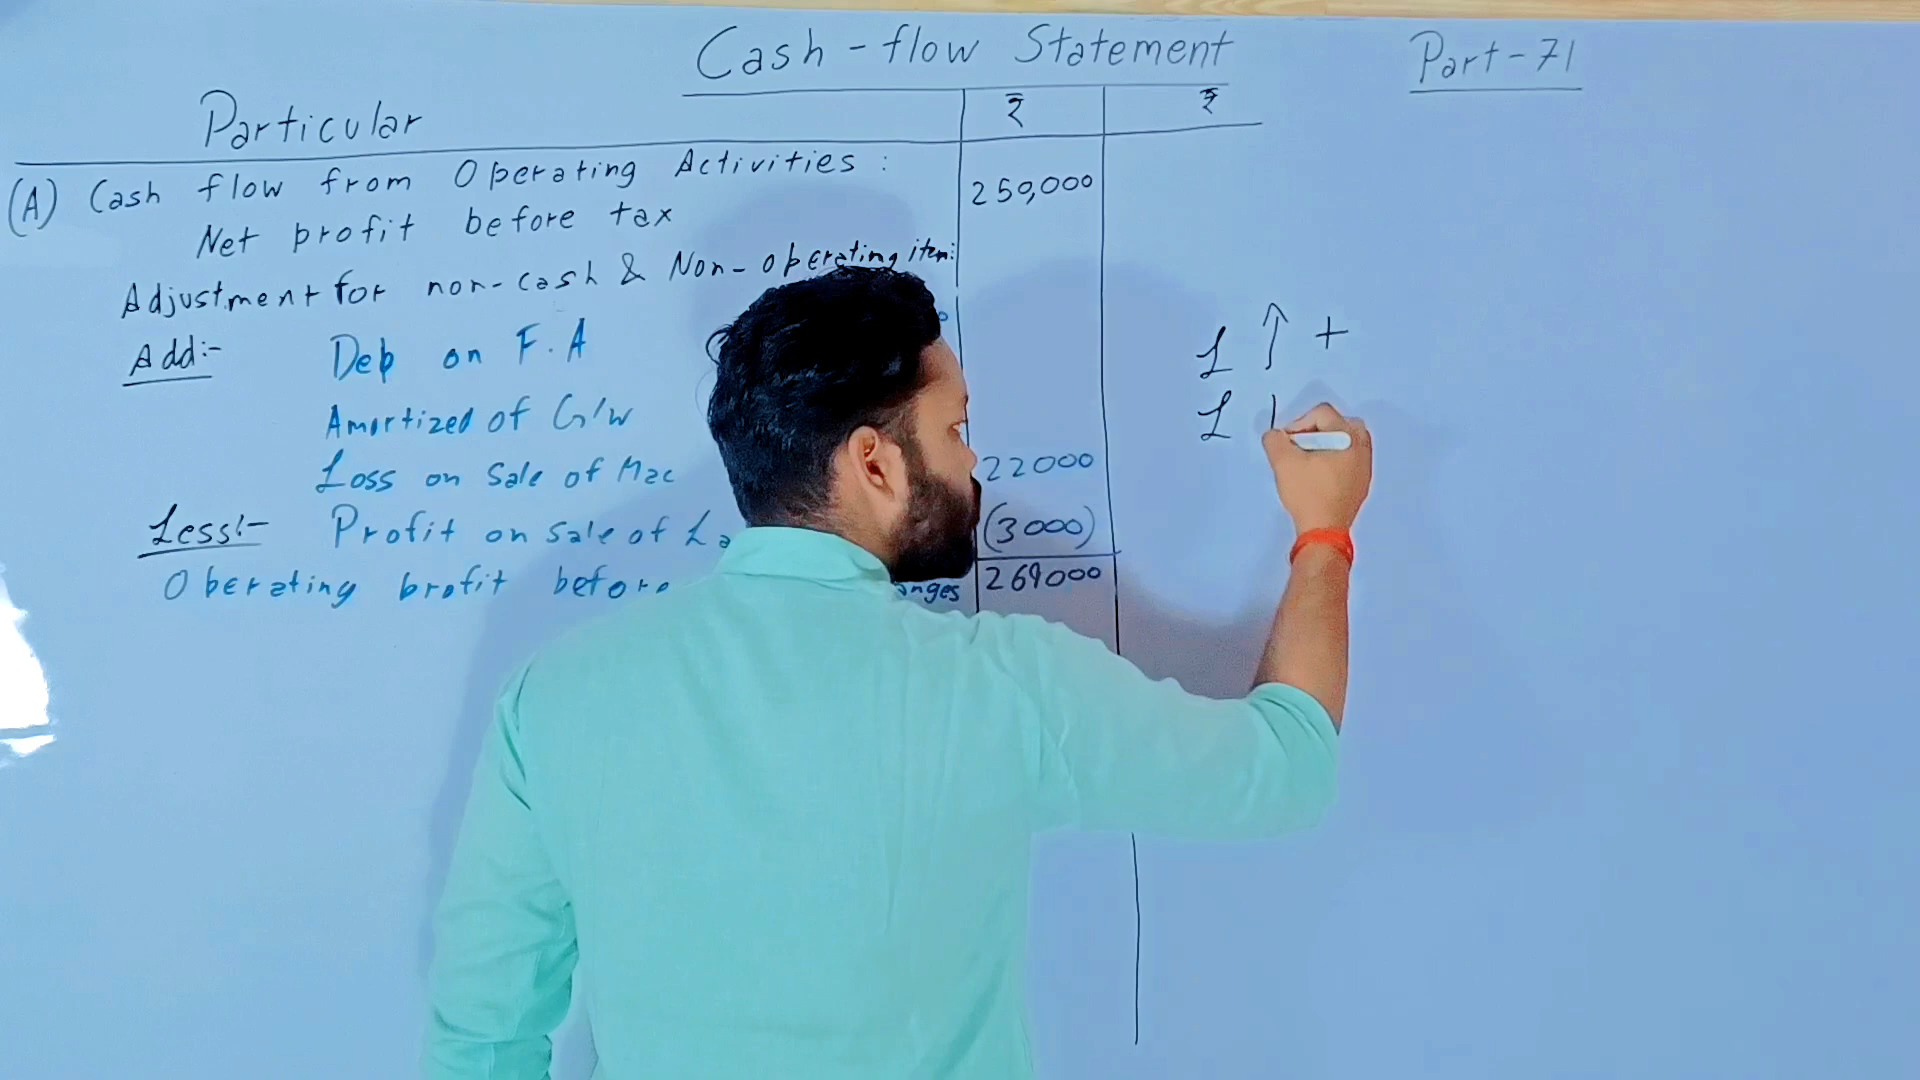 Cash-flow Statement
Part-71
Particular ₹ ₹
(A) Cash flow from Operating Activities :
Net profit before tax 250,000
Adjustment for non-cash & Non-operating item:
Add:- Dep on F.A
Amortized of G/w
Loss on Sale of Mac 22000
Less:- Profit on Sale of (3000)
Operating profit before 269000
L ↑ +
L